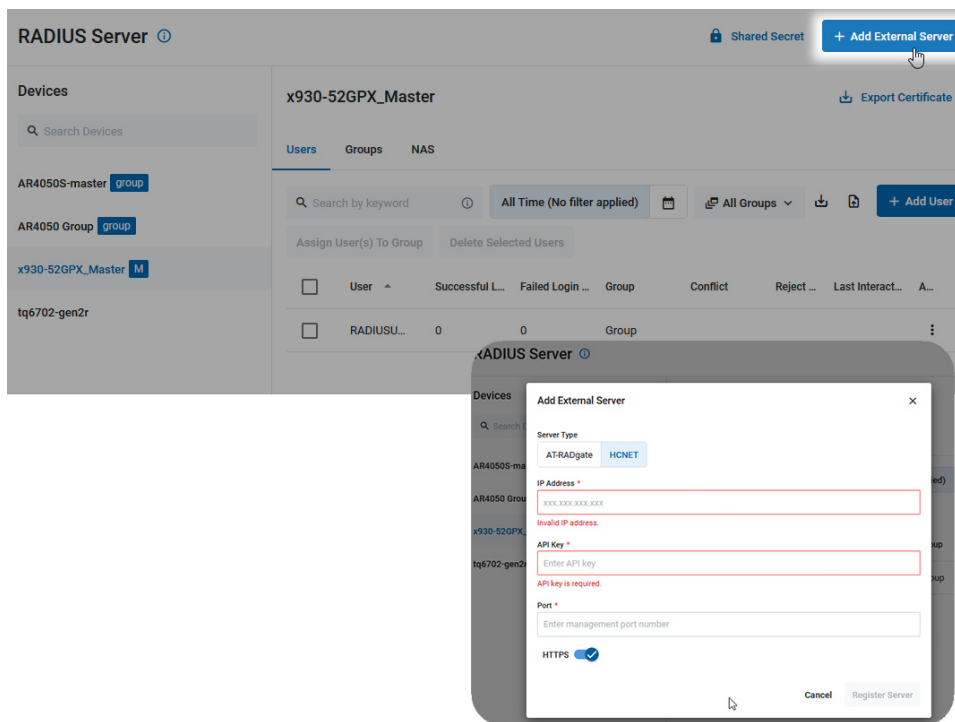 RADIUS Server
Shared Secret
+ Add External Server
Devices
Search Devices
AR4050S-master group
AR4050 Group group
x930-52GPX_Master M
tq6702-gen2r
x930-52GPX_Master
Export Certificate
Users Groups NAS
Search by keyword
All Time (No filter applied)
All Groups
+ Add User
Assign User(s) To Group
Delete Selected Users
User Successful L... Failed Login ... Group Conflict Reject ... Last Interact... A...
RADIUSU... 0 0 Group
RADIUS Server
Devices
Search D
AR4050S-ma
AR4050 Grou
x930-52GPX_
tq6702-gen2r
ed)
oup
oup
Add External Server
Server Type
AT-RADgate HCNET
IP Address *
xxx.xxx.xxx.xxx
Invalid IP address.
API Key *
Enter API key
API key is required.
Port *
Enter management port number
HTTPS
Cancel Register Server